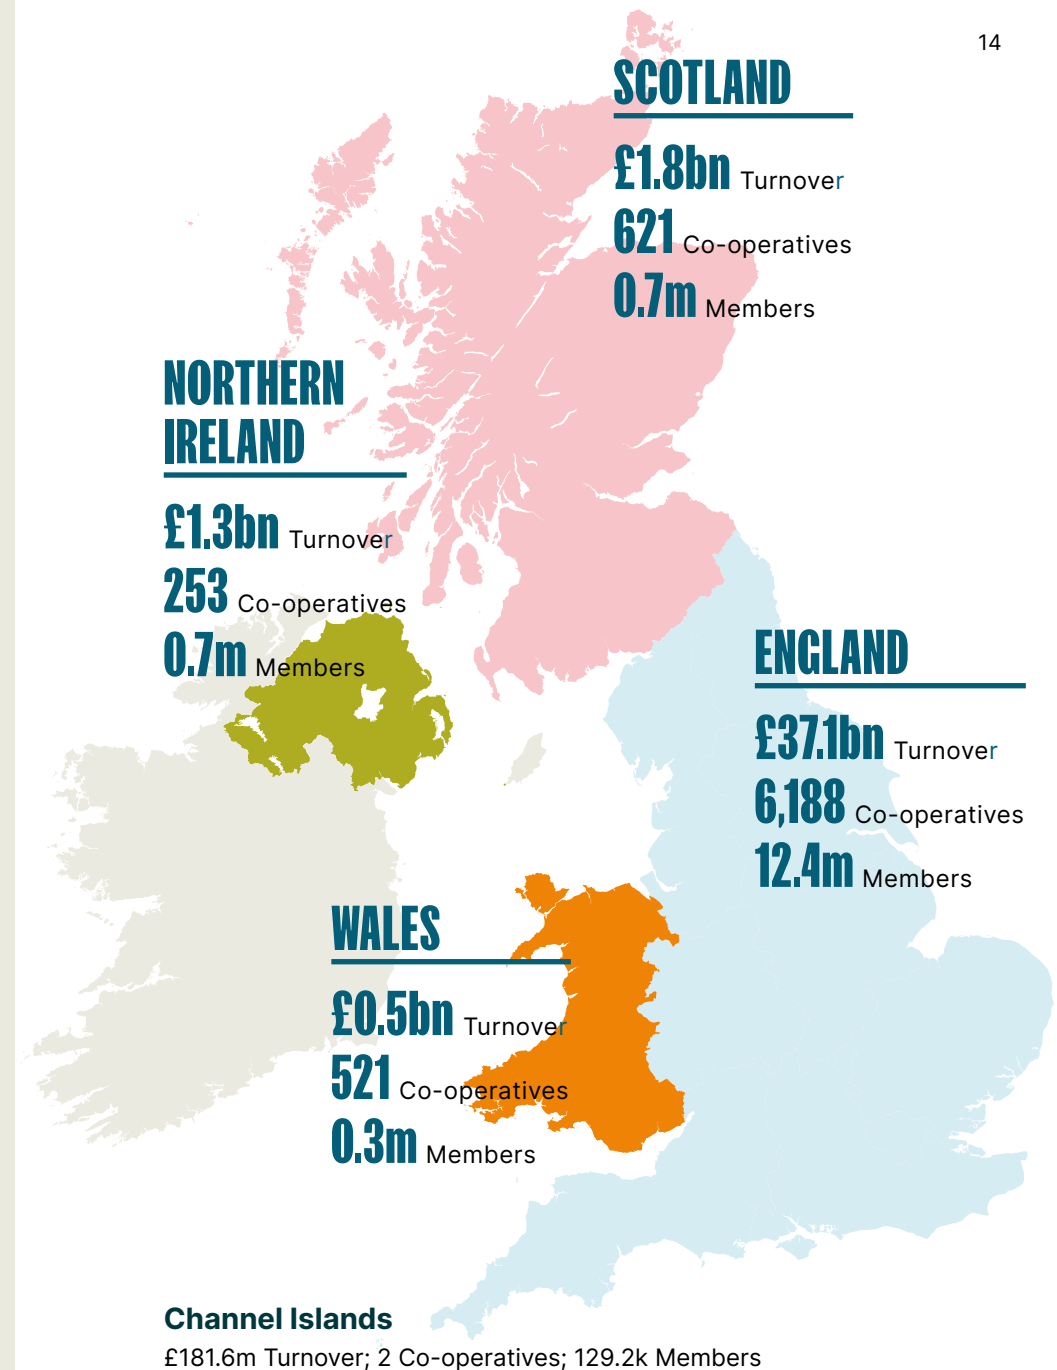 14
SCOTLAND
£1.8bn Turnover
621 Co-operatives
0.7m Members
NORTHERN
IRELAND
£1.3bn Turnover
253 Co-operatives
0.7m Members
ENGLAND
£37.1bn Turnover
6,188 Co-operatives
12.4m Members
WALES
£0.5bn Turnover
521 Co-operatives
0.3m Members
Channel Islands
£181.6m Turnover; 2 Co-operatives; 129.2k Members